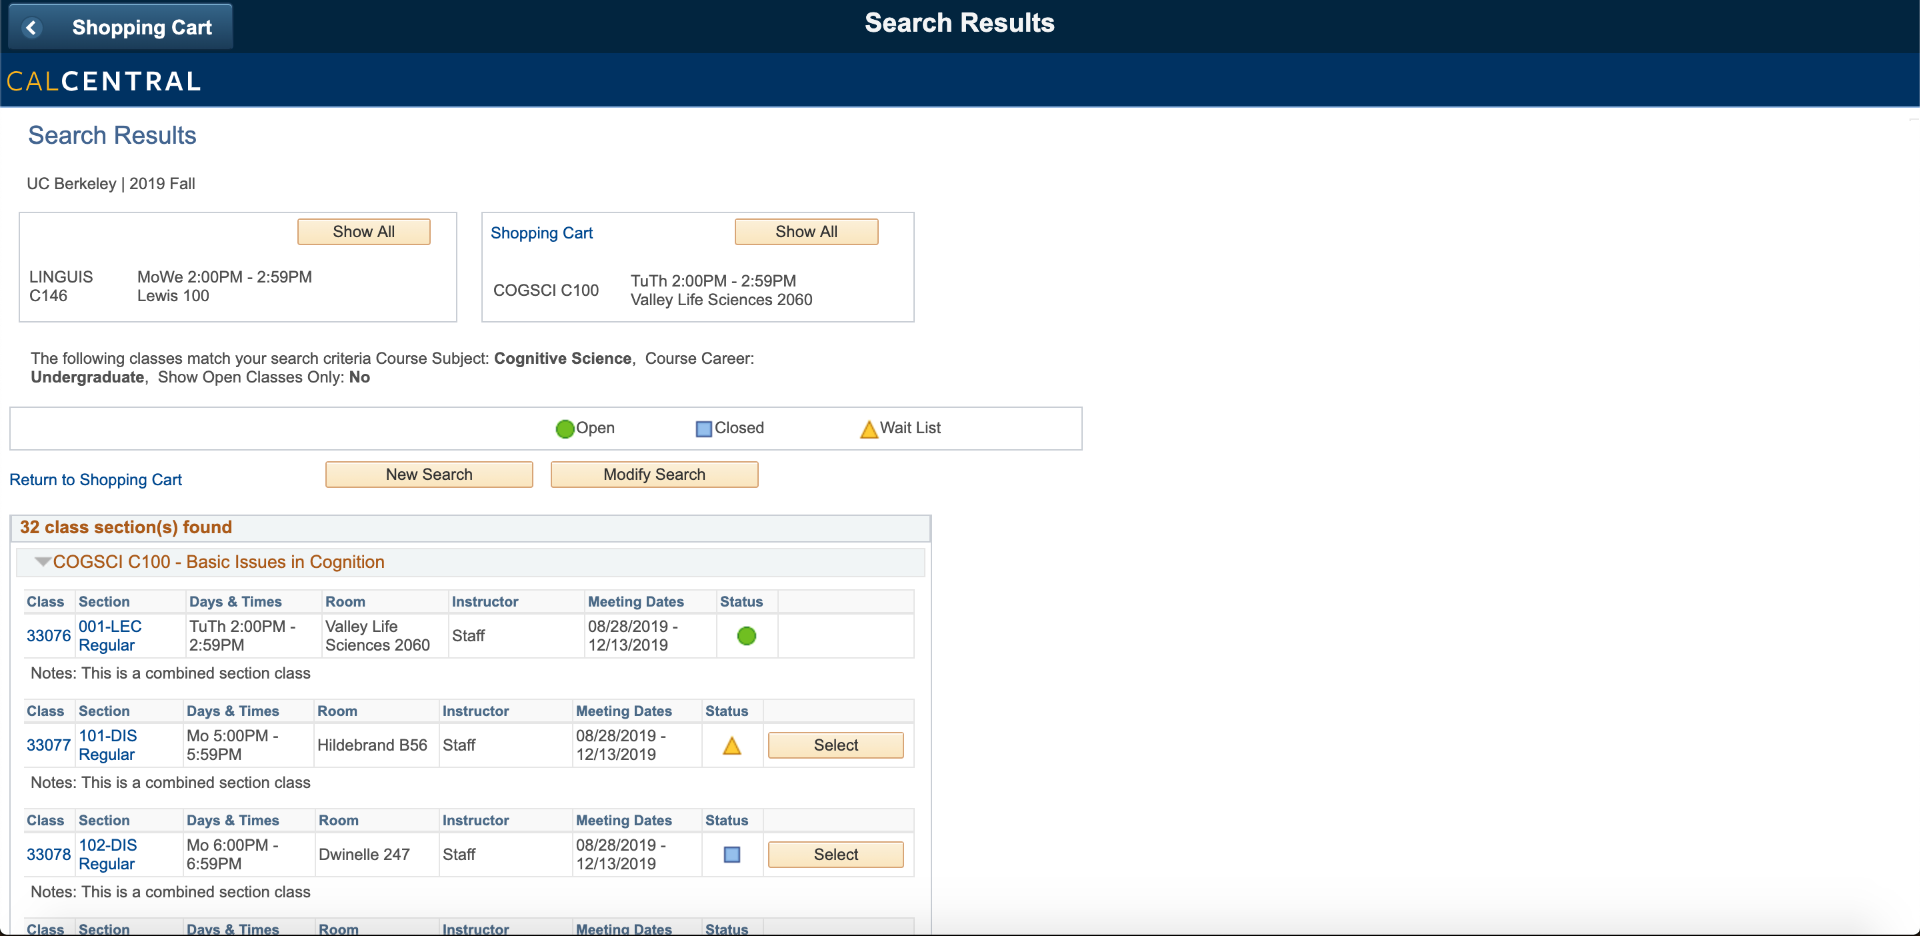 Shopping Cart
Search Results
CALCENTRAL
Search Results
UC Berkeley | 2019 Fall
Show All
LINGUIS C146
MoWe 2:00PM - 2:59PM
Lewis 100
Shopping Cart
Show All
COGSCI C100
TuTh 2:00PM - 2:59PM
Valley Life Sciences 2060
The following classes match your search criteria Course Subject: Cognitive Science, Course Career:
Undergraduate, Show Open Classes Only: No
Open Closed Wait List
Return to Shopping Cart
New Search
Modify Search
32 class section(s) found
COGSCI C100 - Basic Issues in Cognition
Class Section Days & Times Room Instructor Meeting Dates Status
33076 001-LEC Regular TuTh 2:00PM - 2:59PM Valley Life Sciences 2060 Staff 08/28/2019 - 12/13/2019
Notes: This is a combined section class
Class Section Days & Times Room Instructor Meeting Dates Status
33077 101-DIS Regular Mo 5:00PM - 5:59PM Hildebrand B56 Staff 08/28/2019 - 12/13/2019 Select
Notes: This is a combined section class
Class Section Days & Times Room Instructor Meeting Dates Status
33078 102-DIS Regular Mo 6:00PM - 6:59PM Dwinelle 247 Staff 08/28/2019 - 12/13/2019 Select
Notes: This is a combined section class
Class Section Days & Times Room Instructor Meeting Dates Status